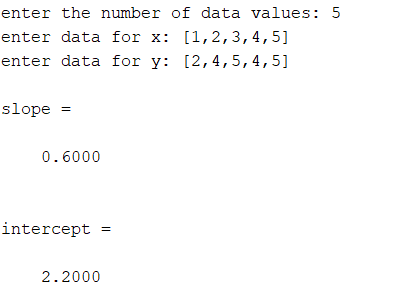 enter the number of data values: 5
enter data for x: [1,2,3,4,5]
enter data for y: [2,4,5,4,5]
slope =
0.6000
intercept =
2.2000